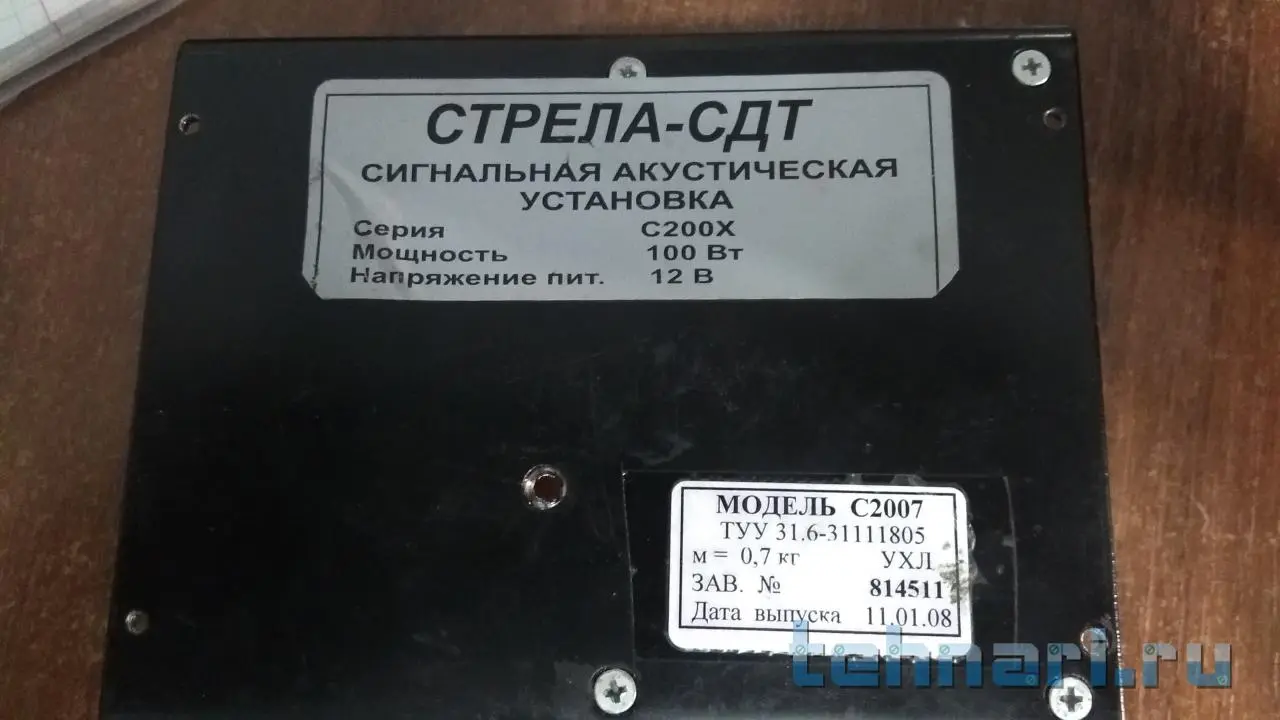 СТРЕЛА-СДТ
СИГНАЛЬНАЯ АКУСТИЧЕСКАЯ
УСТАНОВКА
Серия С200Х
Мощность 100 Вт
Напряжение пит. 12 В
МОДЕЛЬ С2007
ТУУ 31.6-31111805
м = 0,7 кг УХЛ
ЗАВ. № 814511
Дата выпуска 11.01.08
tehnari.ru